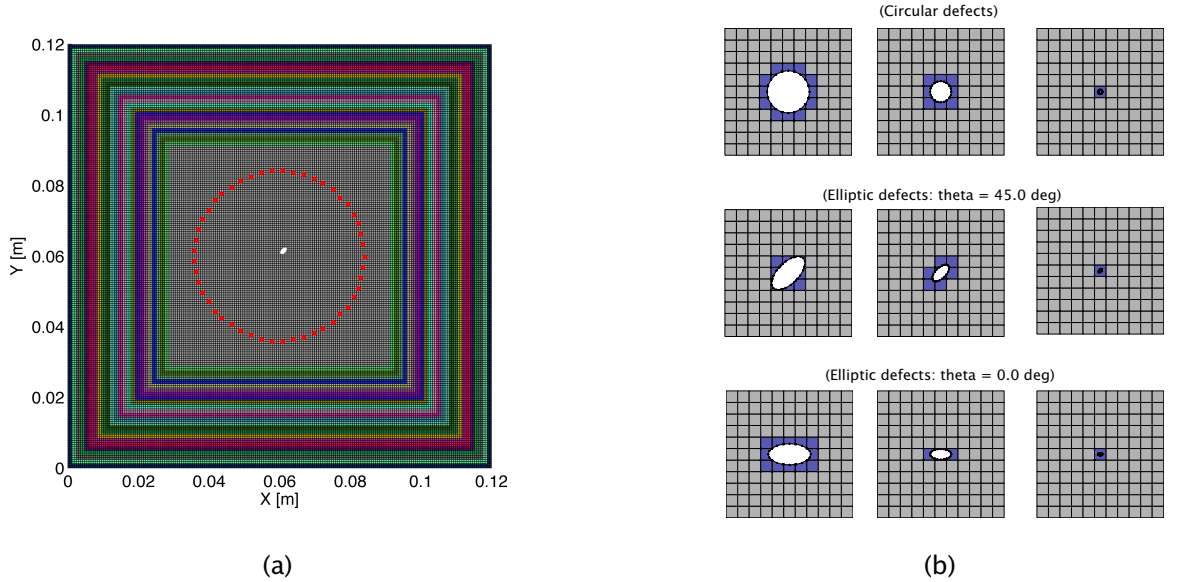 0.12
0.1
0.08
0.06
0.04
0.02
0
Y [m]
0 0.02 0.04 0.06 0.08 0.1 0.12
X [m]
(a)
(Circular defects)
(Elliptic defects: theta = 45.0 deg)
(Elliptic defects: theta = 0.0 deg)
(b)